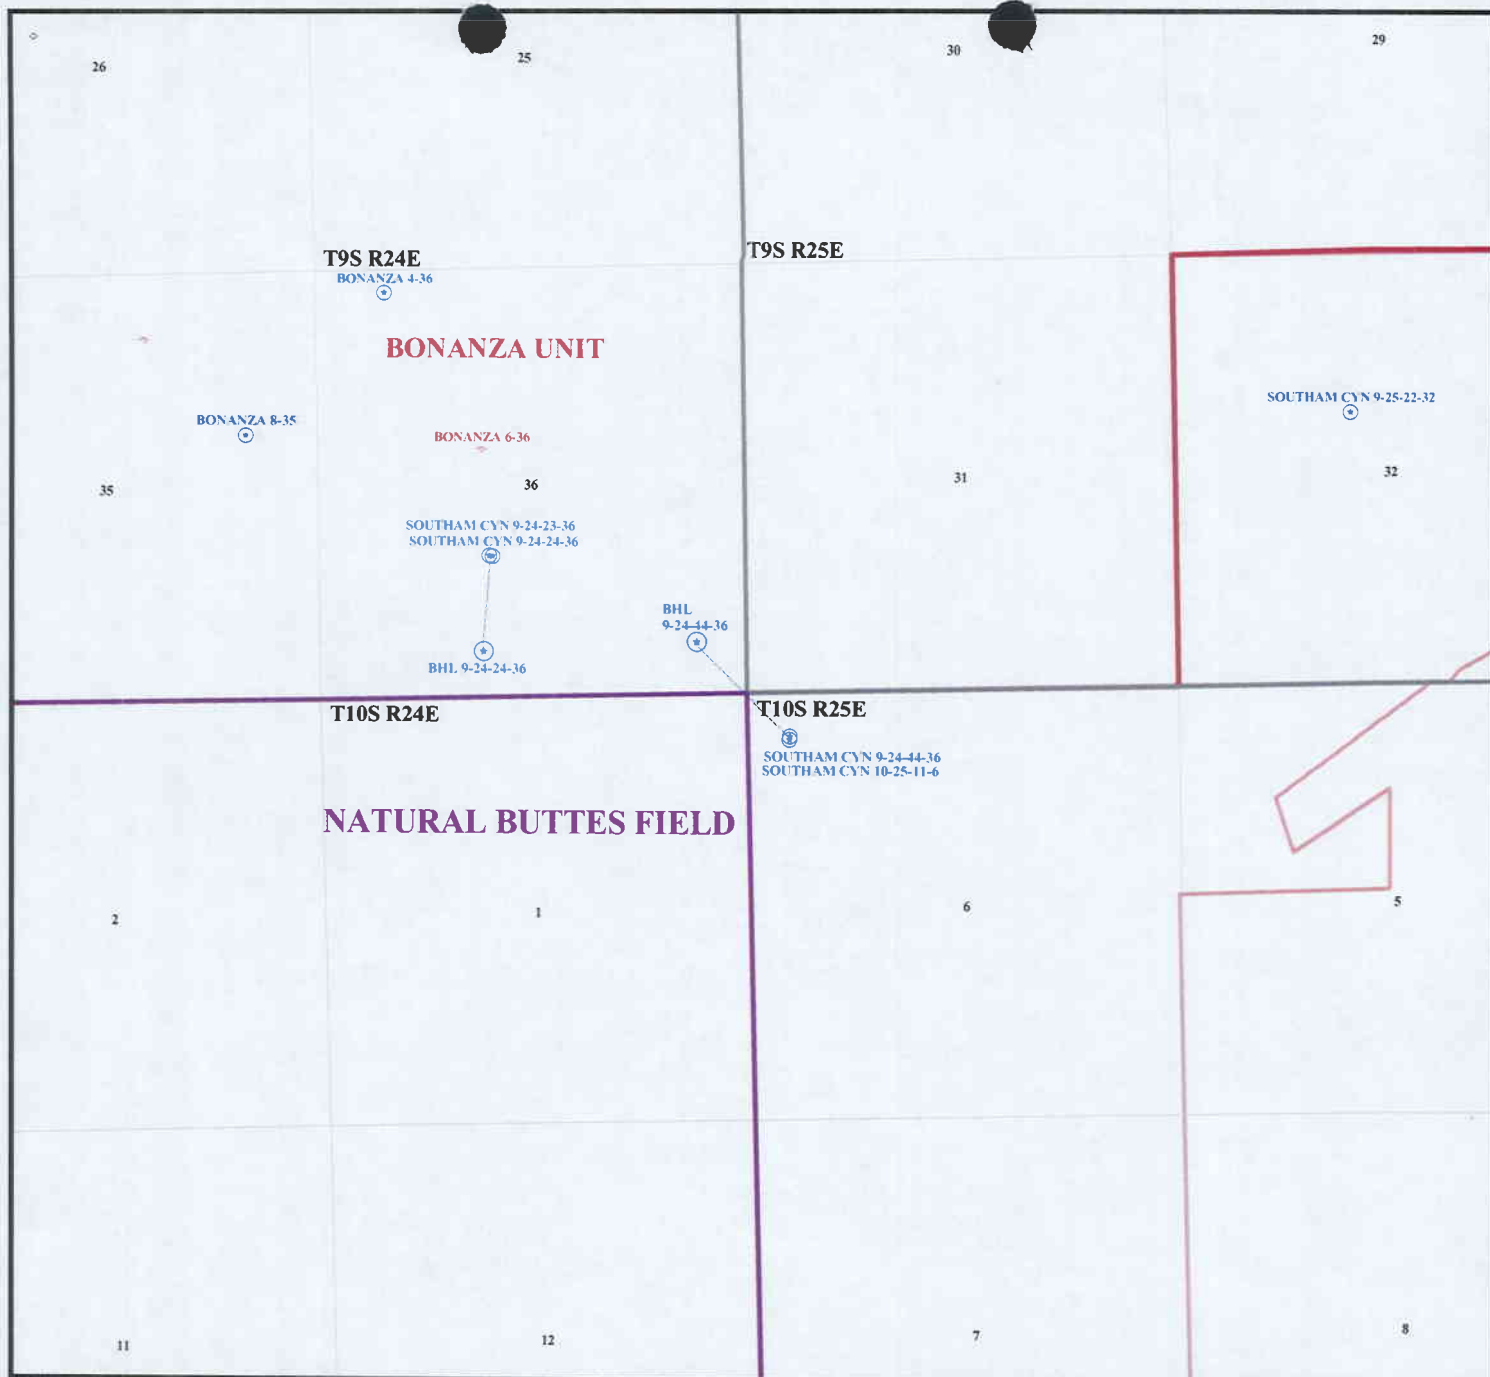 26
25
30
29
T9S R24E
T9S R25E
BONANZA 4-36
BONANZA UNIT
BONANZA 8-35
BONANZA 6-36
SOUTHAM CYN 9-25-22-32
35
36
31
32
SOUTHAM CYN 9-24-23-36
SOUTHAM CYN 9-24-24-36
BHL
9-24-44-36
BHL 9-24-24-36
T10S R24E
T10S R25E
SOUTHAM CYN 9-24-44-36
SOUTHAM CYN 10-25-11-6
NATURAL BUTTES FIELD
2
1
6
5
11
12
7
8